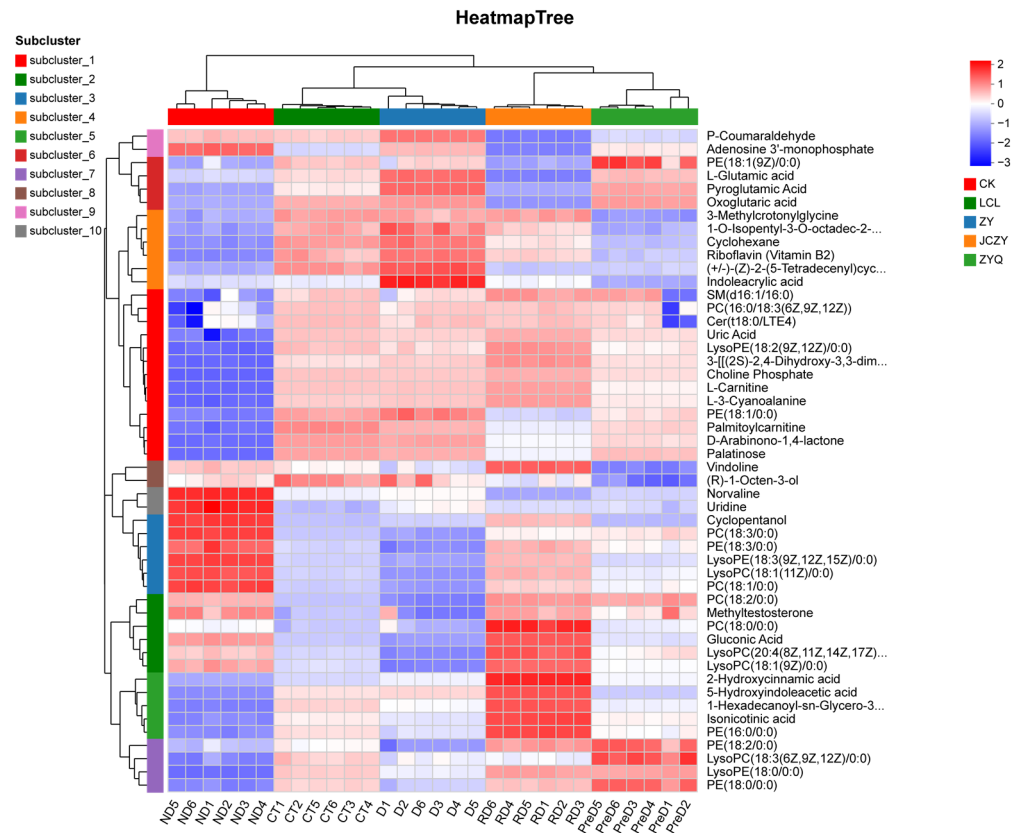 HeatmapTree
Subcluster
subcluster_1
subcluster_2
subcluster_3
subcluster_4
subcluster_5
subcluster_6
subcluster_7
subcluster_8
subcluster_9
subcluster_10
2
1
0
-1
-2
-3
CK
LCL
ZY
JCZY
ZYQ
P-Coumaraldehyde
Adenosine 3'-monophosphate
PE(18:1(9Z)/0:0)
L-Glutamic acid
Pyroglutamic Acid
Oxoglutaric acid
3-Methylcrotonylglycine
1-O-Isopentyl-3-O-octadec-2-...
Cyclohexane
Riboflavin (Vitamin B2)
(+/-)-(Z)-2-(5-Tetradecenyl)cyc...
Indoleacrylic acid
SM(d16:1/16:0)
PC(16:0/18:3(6Z,9Z,12Z))
Cer(t18:0/LTE4)
Uric Acid
LysoPE(18:2(9Z,12Z)/0:0)
3-[[(2S)-2,4-Dihydroxy-3,3-dim...
Choline Phosphate
L-Carnitine
L-3-Cyanoalanine
PE(18:1/0:0)
Palmitoylcarnitine
D-Arabinono-1,4-lactone
Palatinose
Vindoline
(R)-1-Octen-3-ol
Norvaline
Uridine
Cyclopentanol
PC(18:3/0:0)
PE(18:3/0:0)
LysoPE(18:3(9Z,12Z,15Z)/0:0)
LysoPC(18:1(11Z)/0:0)
PC(18:1/0:0)
PC(18:2/0:0)
Methyltestosterone
PC(18:0/0:0)
Gluconic Acid
LysoPC(20:4(8Z,11Z,14Z,17Z)...
LysoPC(18:1(9Z)/0:0)
2-Hydroxycinnamic acid
5-Hydroxyindoleacetic acid
1-Hexadecanoyl-sn-Glycero-3...
Isonicotinic acid
PE(16:0/0:0)
PE(18:2/0:0)
LysoPC(18:3(6Z,9Z,12Z)/0:0)
LysoPE(18:0/0:0)
PE(18:0/0:0)
ND5 ND6 ND1 ND2 ND3 ND4 CT1 CT2 CT5 CT6 CT3 CT4 D1 D2 D6 D3 D4 D5 RD6 RD4 RD5 RD1 RD2 RD3 PreD5 PreD6 PreD3 PreD4 PreD1 PreD2